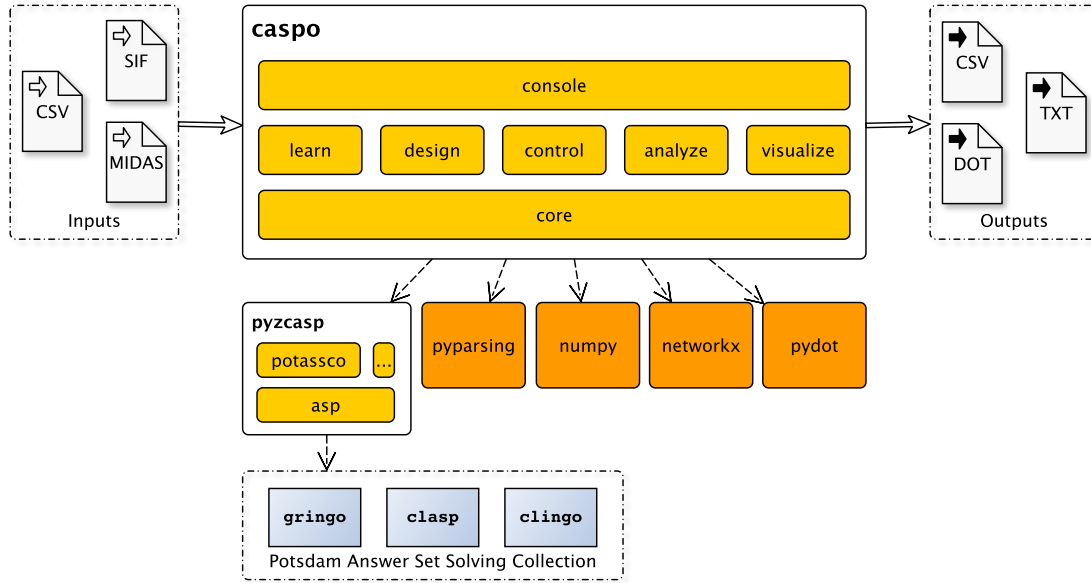 caspo
SIF
CSV
MIDAS
Inputs
console
learn
design
control
analyze
visualize
core
CSV
TXT
DOT
Outputs
pyzcasp
potassco
...
asp
pyparsing
numpy
networkx
pydot
gringo
clasp
clingo
Potsdam Answer Set Solving Collection